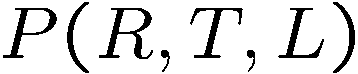 P(R, T, L)